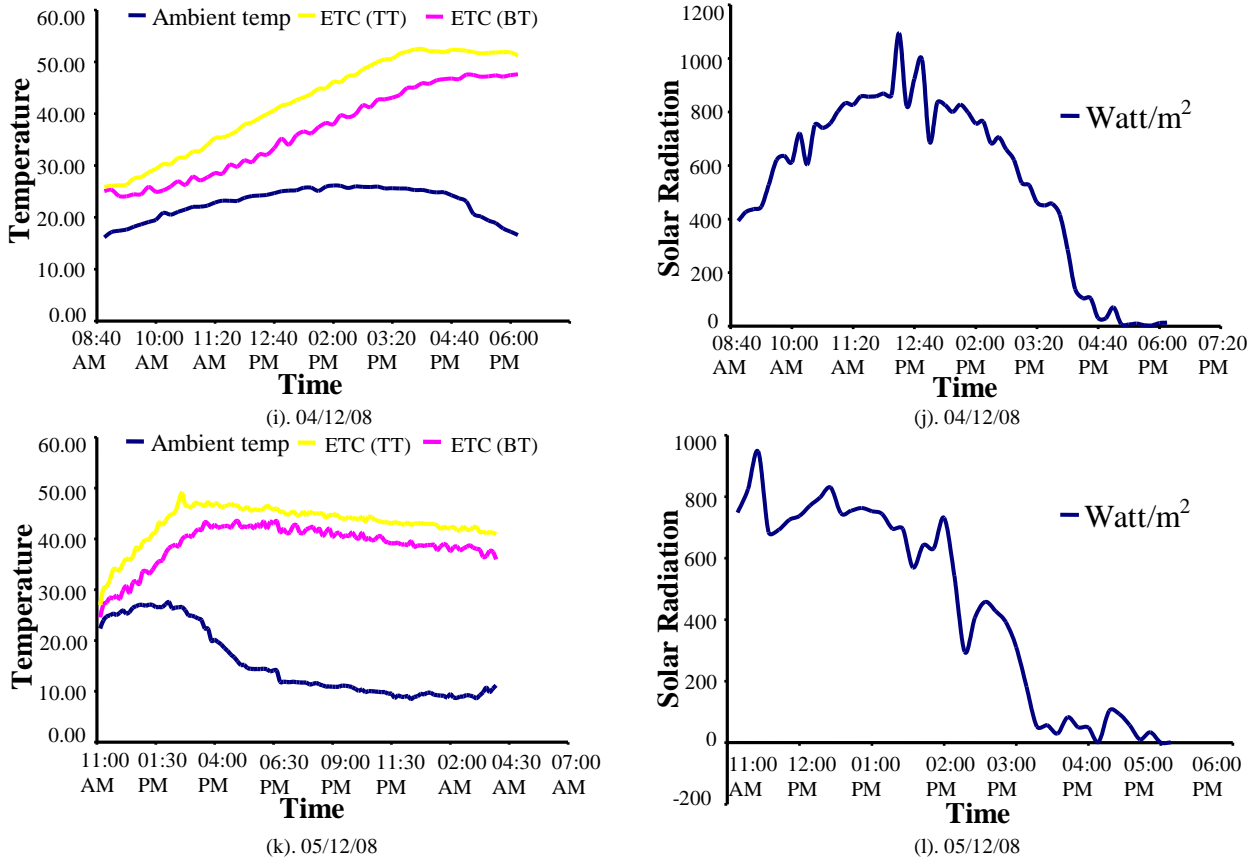 Ambient temp ETC (TT) ETC (BT)
60.00
50.00
40.00
30.00
20.00
10.00
0.00
Temperature
08:40 10:00 11:20 12:40 02:00 03:20 04:40 06:00
AM AM AM PM PM PM PM PM
Time
(i). 04/12/08
1200
1000
800
600
400
200
0
Solar Radiation
Watt/m²
08:40 10:00 11:20 12:40 02:00 03:20 04:40 06:00 07:20
AM AM AM PM PM PM PM PM PM
Time
(j). 04/12/08
Ambient temp ETC (TT) ETC (BT)
60.00
50.00
40.00
30.00
20.00
10.00
0.00
Temperature
11:00 01:30 04:00 06:30 09:00 11:30 02:00 04:30 07:00
AM PM PM PM PM PM AM AM AM
Time
(k). 05/12/08
1000
800
600
400
200
0
-200
Solar Radiation
Watt/m²
11:00 12:00 01:00 02:00 03:00 04:00 05:00 06:00
AM PM PM PM PM PM PM PM
Time
(l). 05/12/08